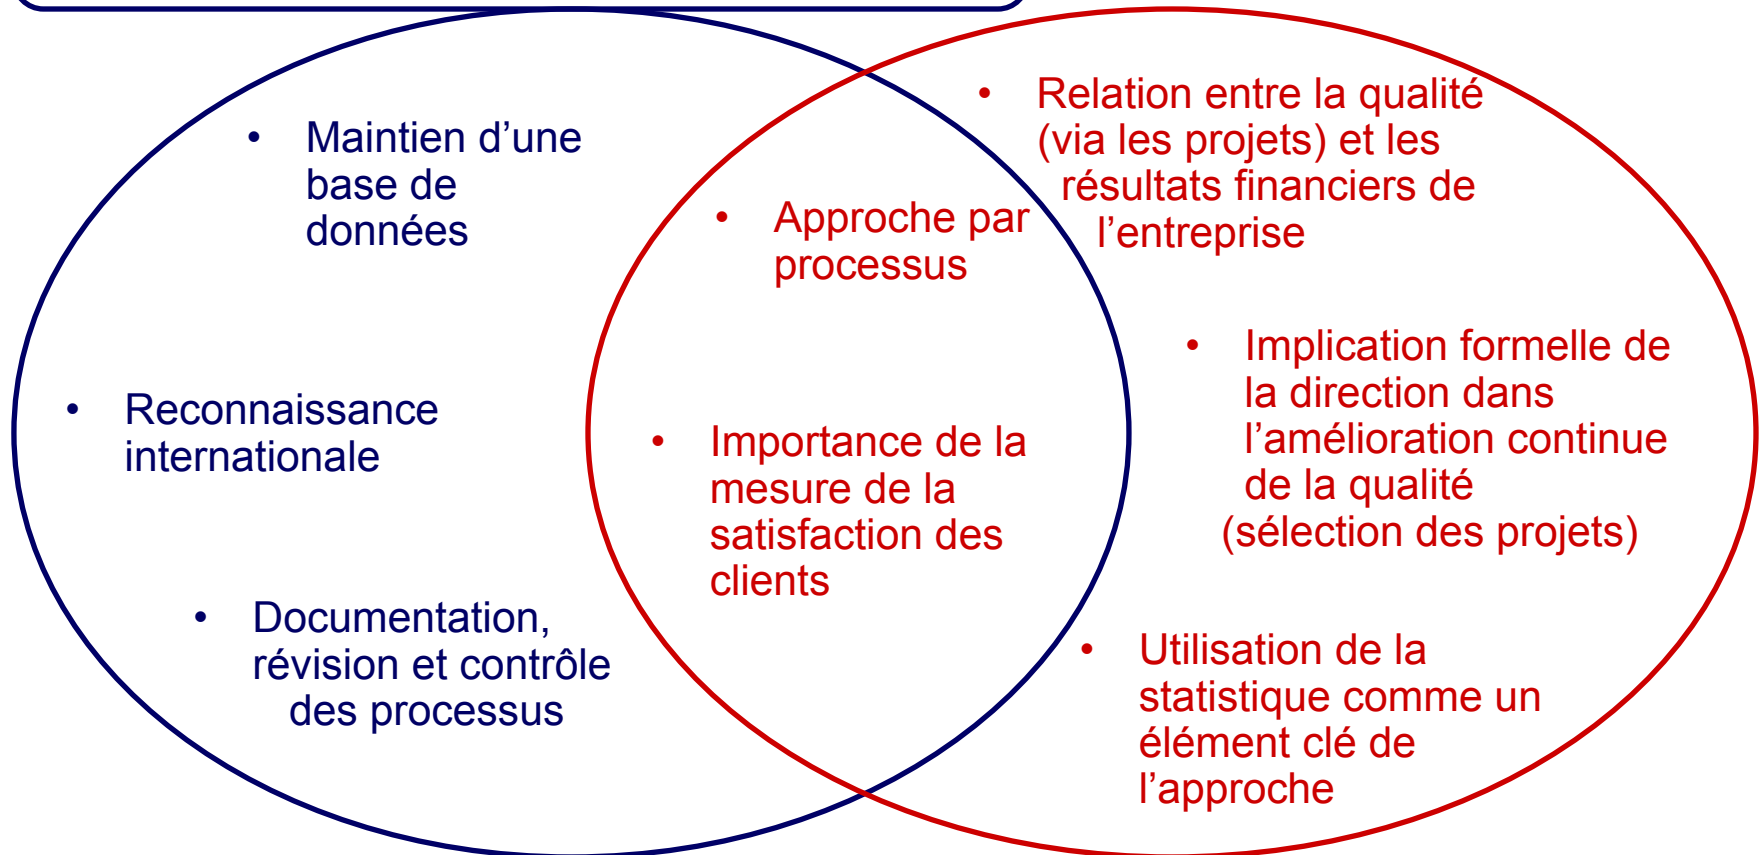 • Maintien d’une
base de
données
• Reconnaissance
internationale
• Documentation,
révision et contrôle
des processus
• Approche par
processus
• Importance de la
mesure de la
satisfaction des
clients
• Relation entre la qualité
(via les projets) et les
résultats financiers de
l’entreprise
• Implication formelle de
la direction dans
l’amélioration continue
de la qualité
(sélection des projets)
• Utilisation de la
statistique comme un
élément clé de
l’approche